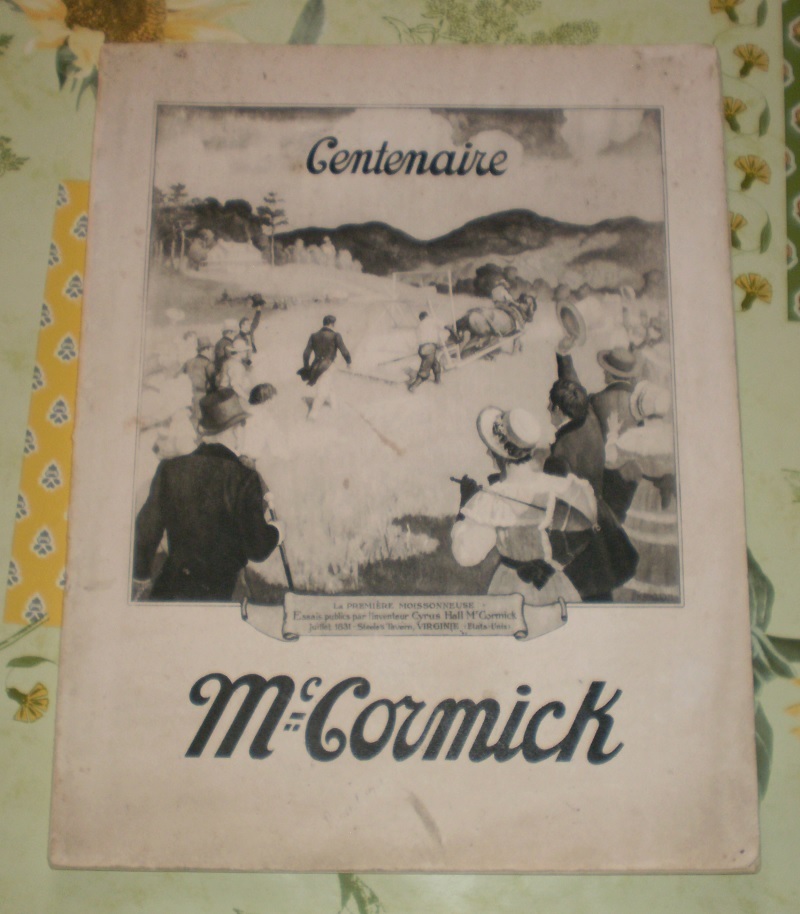 Centenaire
La PREMIÈRE MOISSONNEUSE
Essais publics par l'inventeur Cyrus Hall McCormick
Juillet 1831 - Steele's Tavern, VIRGINIE (États-Unis)
McCormick